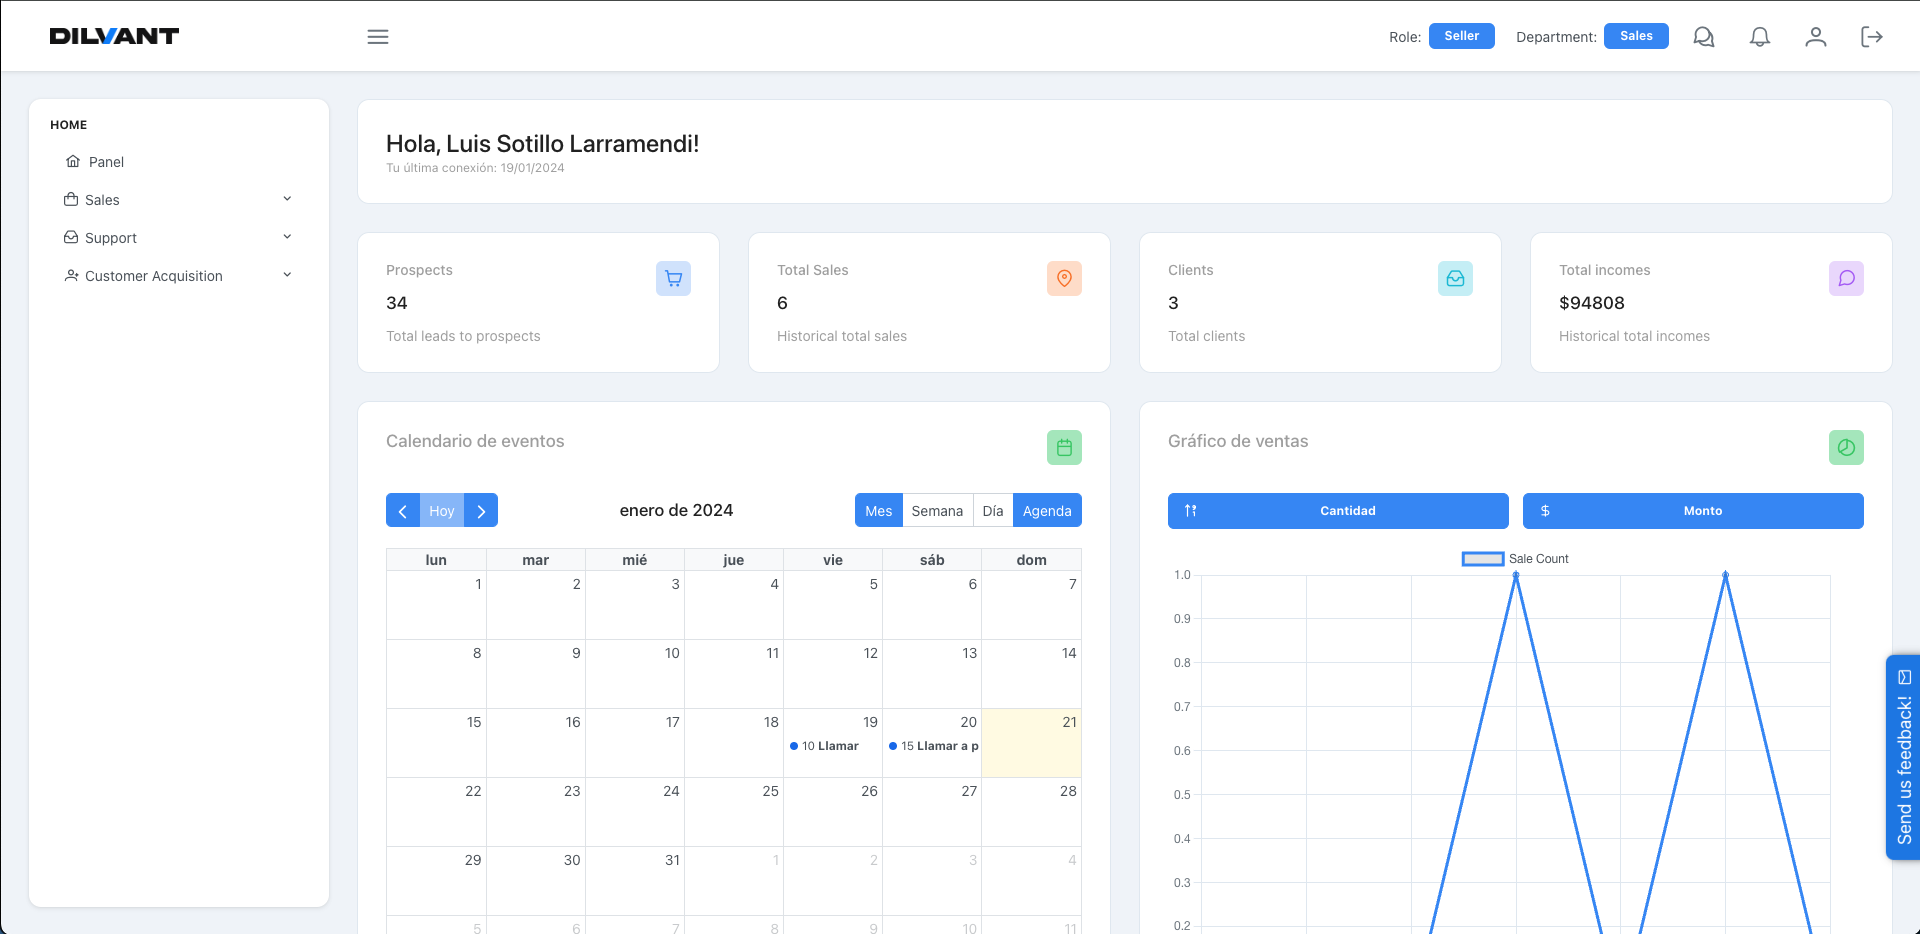 DILVANT
Role: Seller Department: Sales
HOME
Panel
Sales
Support
Customer Acquisition
Hola, Luis Sotillo Larramendi!
Tu última conexión: 19/01/2024
Prospects
34
Total leads to prospects
Total Sales
6
Historical total sales
Clients
3
Total clients
Total incomes
$94808
Historical total incomes
Calendario de eventos
Hoy
enero de 2024
Mes Semana Día Agenda
lun mar mié jue vie sáb dom
1 2 3 4 5 6 7
8 9 10 11 12 13 14
15 16 17 18 19 20 21
10 Llamar 15 Llamar a p
22 23 24 25 26 27 28
29 30 31 1 2 3 4
5 6 7 8 9 10 11
Gráfico de ventas
Cantidad
$ Monto
Sale Count
1.0
0.9
0.8
0.7
0.6
0.5
0.4
0.3
0.2
Send us feedback!